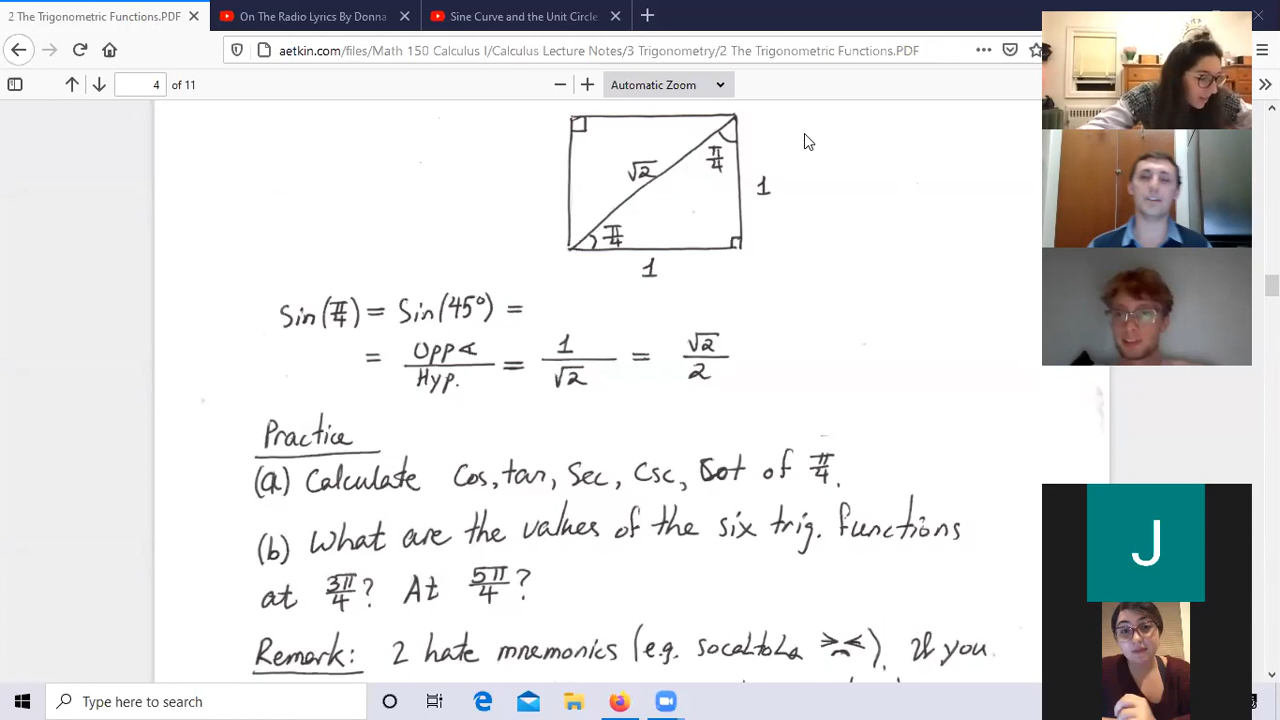 2 The Trigonometric Functions.PDF
On The Radio Lyrics By Donna
Sine Curve and the Unit Circle
aetkin.com/files/
Calculus I/Calculus Lecture Notes/3 Trigonometry/2 The Trigonometric Functions.PDF
4 of 11
Automatic Zoom
√2
π/4
1
π/4
1
Sin(π/4) = Sin(45°) =
= Opp∢/Hyp. = 1/√2 = √2/2
Practice
(a) Calculate Cos, tan, Sec, Csc, Cot of π/4.
(b) What are the values of the six trig. functions
at 3π/4? At 5π/4?
Remark: I hate mnemonics (e.g. socahtoha >︵<). If you
J
Type here to search